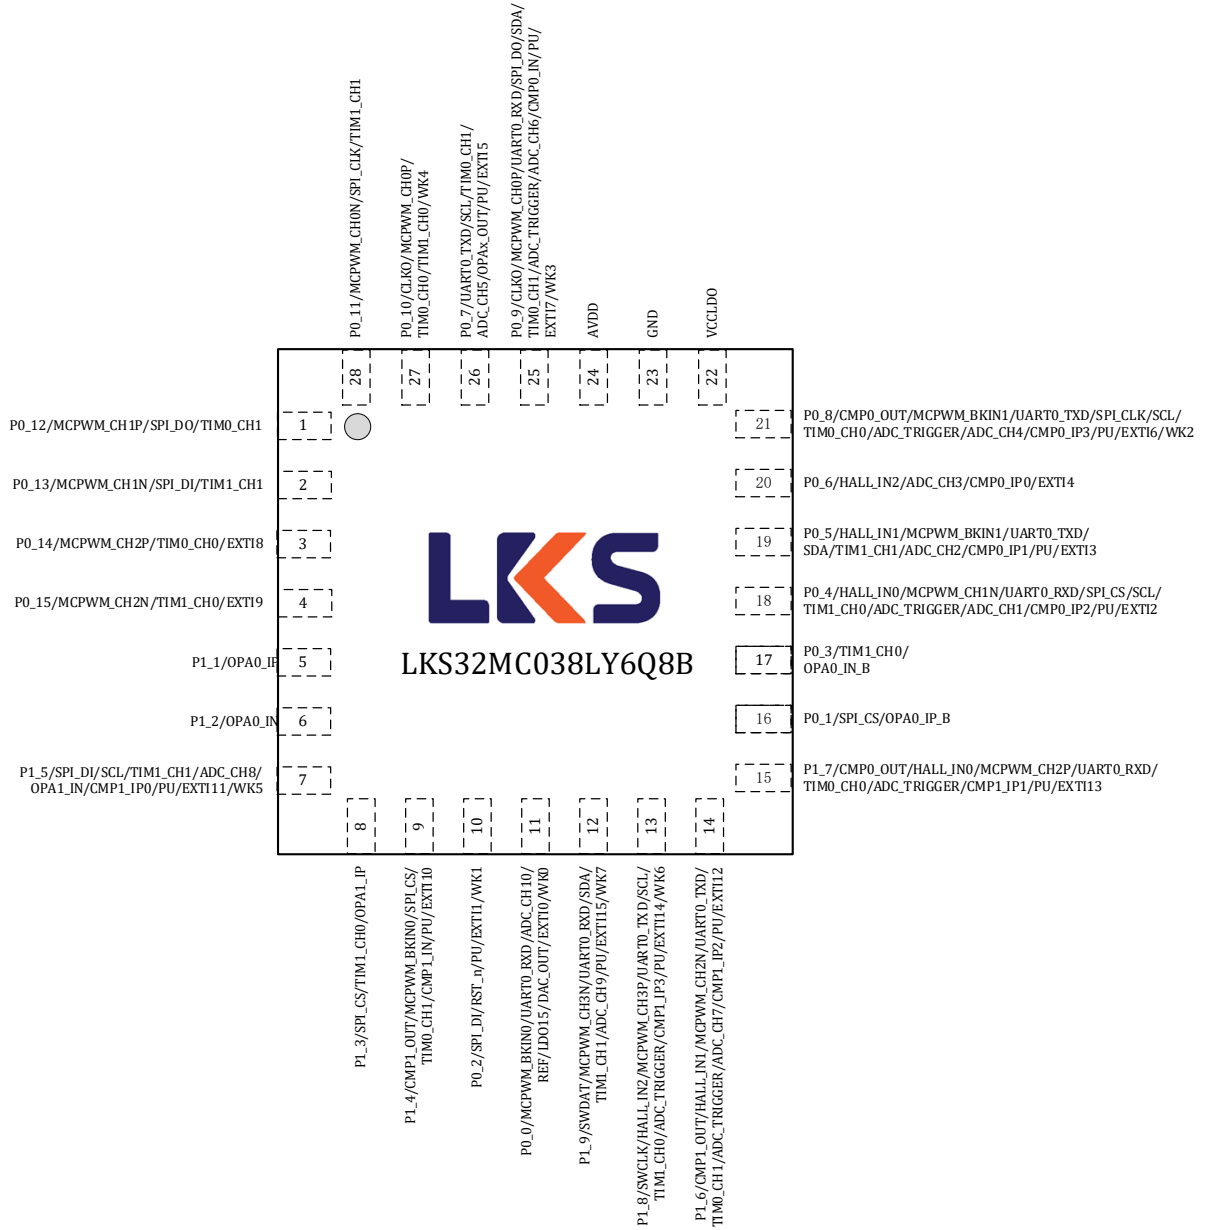 P0_11/MCPWM_CH0N/SPI_CLK/TIM1_CH1
P0_10/CLKO/MCPWM_CH0P/
TIM0_CH0/TIM1_CH0/WK4
P0_7/UART0_TXD/SCL/TIM0_CH1/
ADC_CH5/OPAx_OUT/PU/EXTI5
P0_9/CLKO/MCPWM_CH0P/UART0_RXD/SPI_DO/SDA/
TIM0_CH1/ADC_TRIGGER/ADC_CH6/CMP0_IN/PU/
EXTI7/WK3
AVDD
GND
VCCLDO
28
27
26
25
24
23
22
P0_12/MCPWM_CH1P/SPI_DO/TIM0_CH1
1
P0_13/MCPWM_CH1N/SPI_DI/TIM1_CH1
2
P0_14/MCPWM_CH2P/TIM0_CH0/EXTI8
3
P0_15/MCPWM_CH2N/TIM1_CH0/EXTI9
4
P1_1/OPA0_IP
5
P1_2/OPA0_IN
6
P1_5/SPI_DI/SCL/TIM1_CH1/ADC_CH8/
OPA1_IN/CMP1_IP0/PU/EXTI11/WK5
7
LKS
LKS32MC038LY6Q8B
21
P0_8/CMP0_OUT/MCPWM_BKIN1/UART0_TXD/SPI_CLK/SCL/
TIM0_CH0/ADC_TRIGGER/ADC_CH4/CMP0_IP3/PU/EXTI6/WK2
20
P0_6/HALL_IN2/ADC_CH3/CMP0_IP0/EXTI4
19
P0_5/HALL_IN1/MCPWM_BKIN1/UART0_TXD/
SDA/TIM1_CH1/ADC_CH2/CMP0_IP1/PU/EXTI3
18
P0_4/HALL_IN0/MCPWM_CH1N/UART0_RXD/SPI_CS/SCL/
TIM1_CH0/ADC_TRIGGER/ADC_CH1/CMP0_IP2/PU/EXTI2
17
P0_3/TIM1_CH0/
OPA0_IN_B
16
P0_1/SPI_CS/OPA0_IP_B
15
P1_7/CMP0_OUT/HALL_IN0/MCPWM_CH2P/UART0_RXD/
TIM0_CH0/ADC_TRIGGER/CMP1_IP1/PU/EXTI13
8
9
10
11
12
13
14
P1_3/SPI_CS/TIM1_CH0/OPA1_IP
P1_4/CMP1_OUT/MCPWM_BKIN0/SPI_CS/
TIM0_CH1/CMP1_IN/PU/EXTI10
P0_2/SPI_DI/RST_n/PU/EXTI1/WK1
P0_0/MCPWM_BKIN0/UART0_RXD/ADC_CH10/
REF/LDO15/DAC_OUT/EXTI0/WK0
P1_9/SWDAT/MCPWM_CH3N/UART0_RXD/SDA/
TIM1_CH1/ADC_CH9/PU/EXTI15/WK7
P1_8/SWCLK/HALL_IN2/MCPWM_CH3P/UART0_TXD/SCL/
TIM1_CH0/ADC_TRIGGER/CMP1_IP3/PU/EXTI14/WK6
P1_6/CMP1_OUT/HALL_IN1/MCPWM_CH2N/UART0_TXD/
TIM0_CH1/ADC_TRIGGER/ADC_CH7/CMP1_IP2/PU/EXTI12